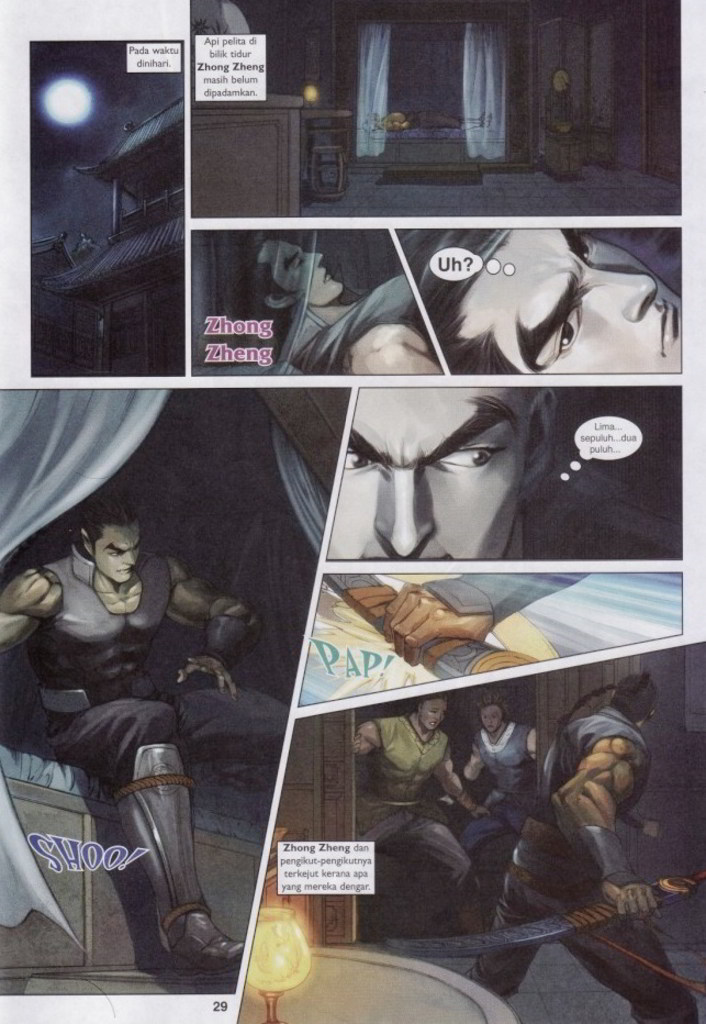 Pada waktu
dinihari.
Api pelita di
bilik tidur
Zhong Zheng
masih belum
dipadamkan.
Zhong
Zheng
Uh?
Lima...
sepuluh...dua
puluh...
SHOO!
PAP!
Zhong Zheng dan
pengikut-pengikutnya
terkejut kerana apa
yang mereka dengar.
29